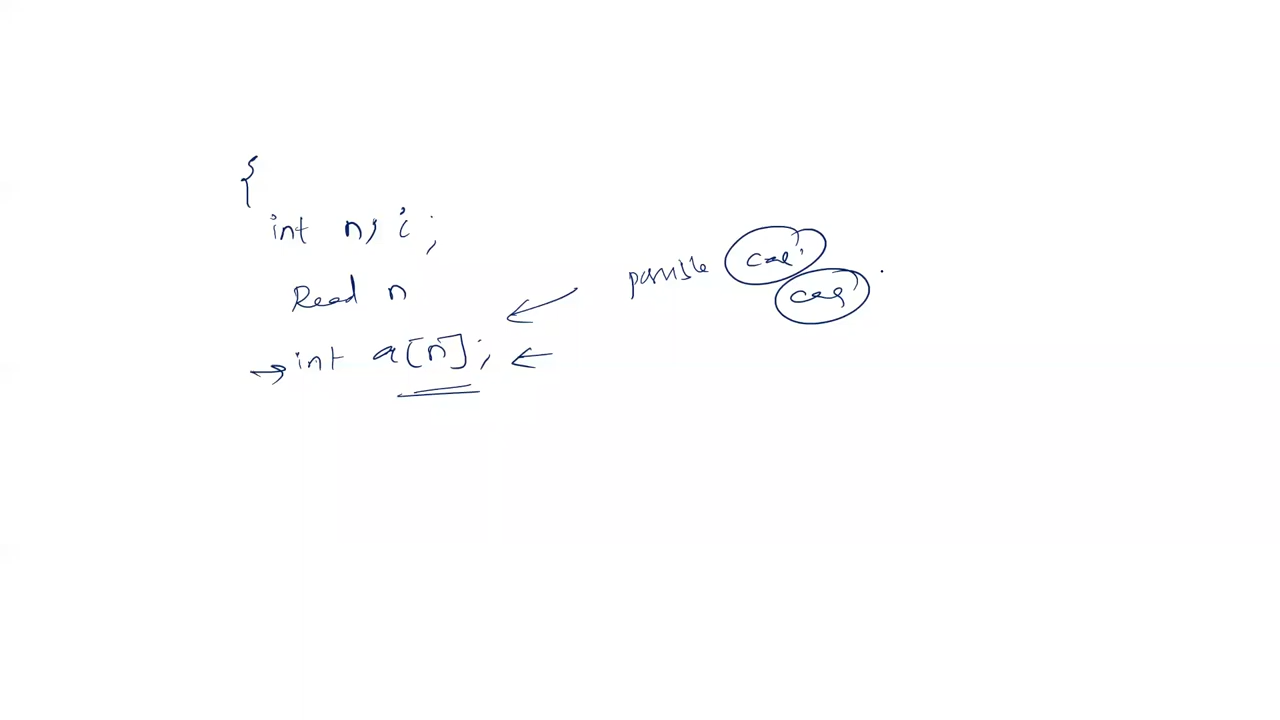 {
int n, i;
Read n
possible
int a[n];